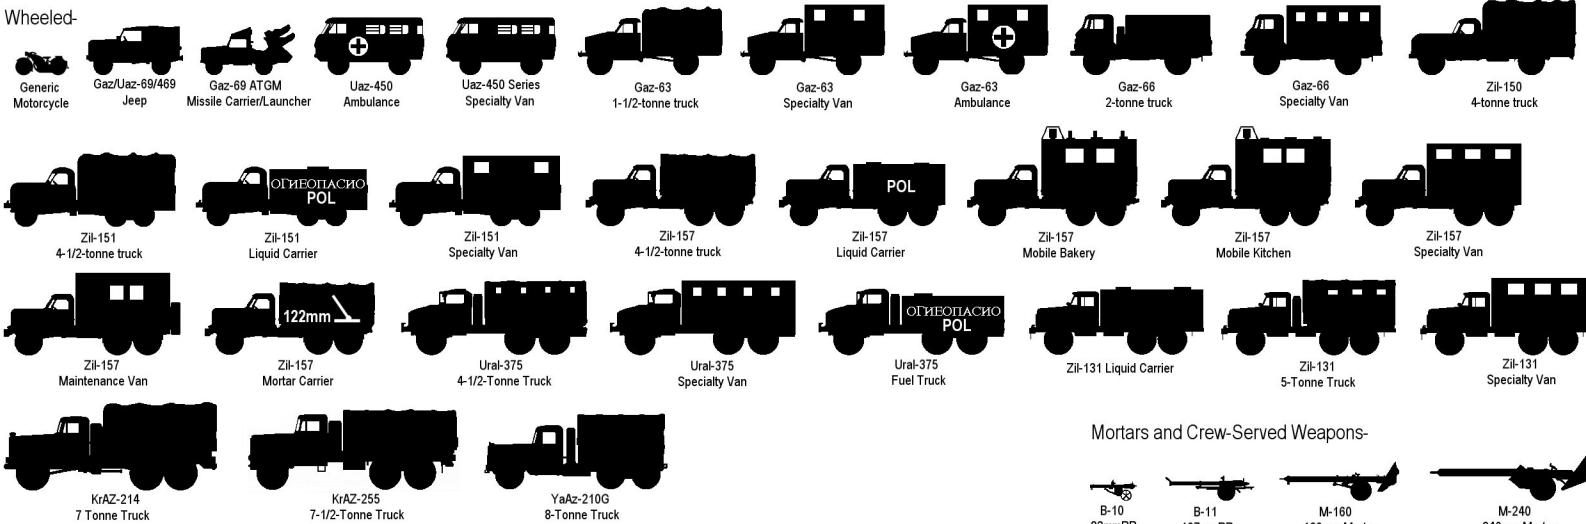 Wheeled-
Generic
Motorcycle
Gaz/Uaz-69/469
Jeep
Gaz-69 ATGM
Missile Carrier/Launcher
Uaz-450
Ambulance
Uaz-450 Series
Specialty Van
Gaz-63
1-1/2-tonne truck
Gaz-63
Specialty Van
Gaz-63
Ambulance
Gaz-66
2-tonne truck
Gaz-66
Specialty Van
Zil-150
4-tonne truck
Zil-151
4-1/2-tonne truck
ОГИЕОПАСИО
POL
Zil-151
Liquid Carrier
Zil-151
Specialty Van
Zil-157
4-1/2-tonne truck
POL
Zil-157
Liquid Carrier
Zil-157
Mobile Bakery
Zil-157
Mobile Kitchen
Zil-157
Specialty Van
Zil-157
Maintenance Van
122mm
Zil-157
Mortar Carrier
Ural-375
4-1/2-Tonne Truck
Ural-375
Specialty Van
ОГИЕОПАСИО
POL
Ural-375
Fuel Truck
Zil-131 Liquid Carrier
Zil-131
5-Tonne Truck
Zil-131
Specialty Van
KrAZ-214
7 Tonne Truck
KrAZ-255
7-1/2-Tonne Truck
YaAz-210G
8-Tonne Truck
Mortars and Crew-Served Weapons-
B-10
B-11
M-160
M-240